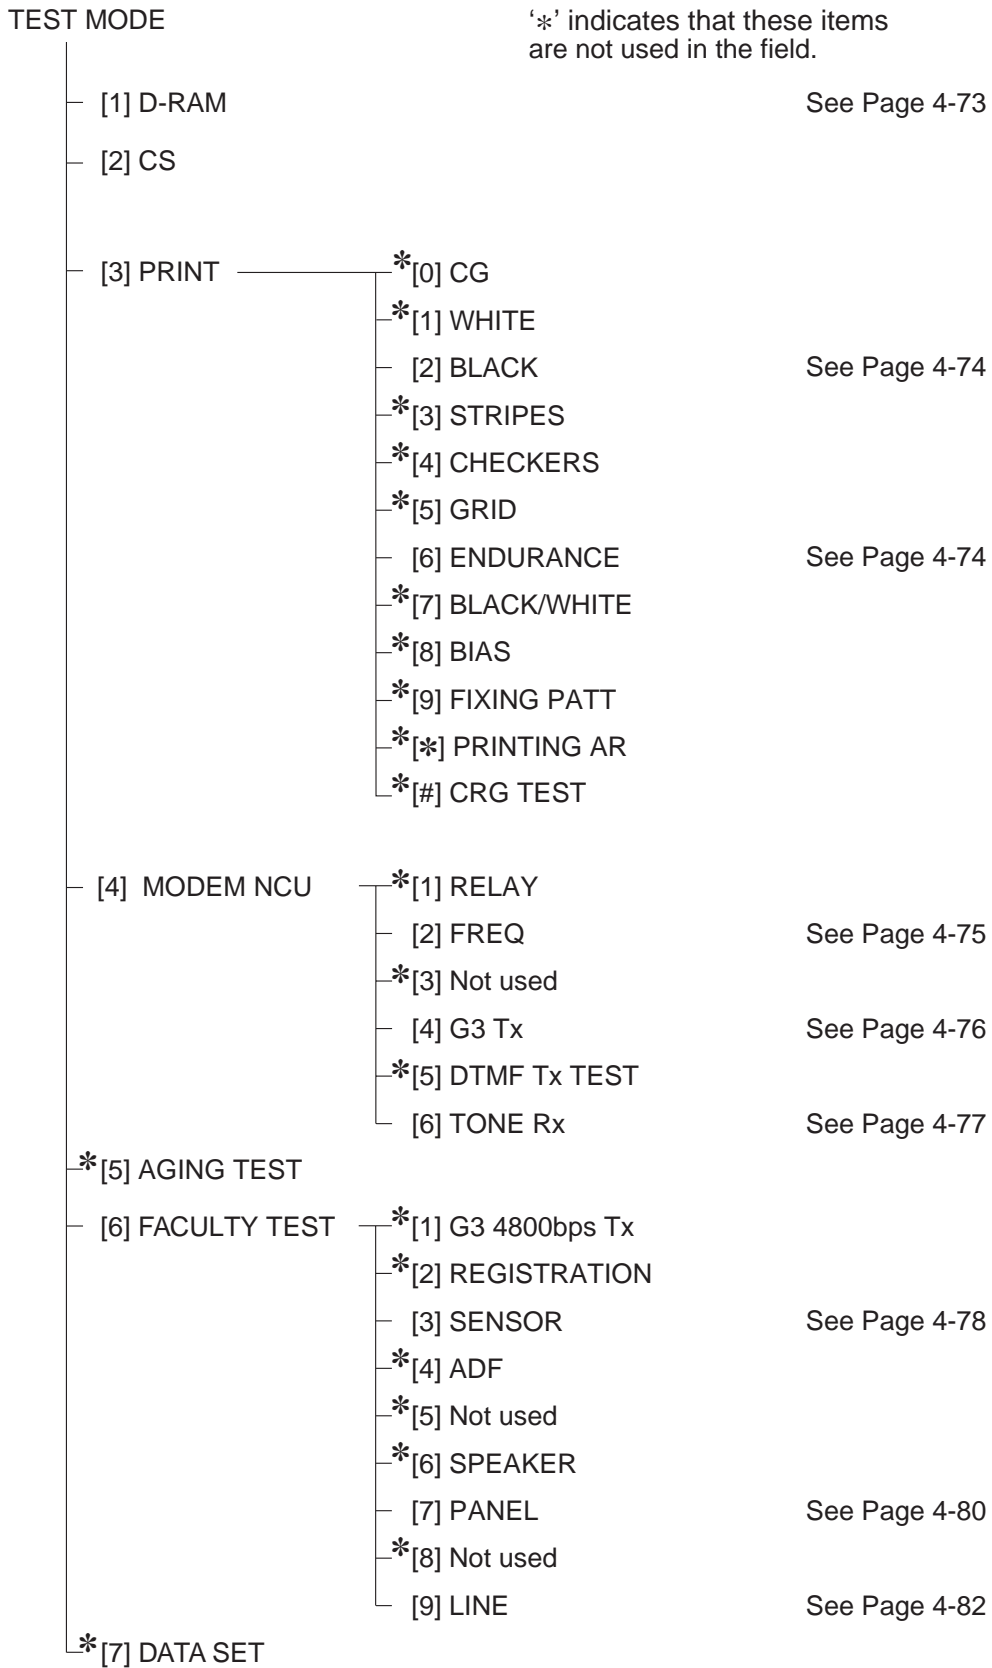 TEST MODE
‘*’ indicates that these items
are not used in the field.
[1] D-RAM See Page 4-73
[2] CS
[3] PRINT
*[0] CG
*[1] WHITE
[2] BLACK See Page 4-74
*[3] STRIPES
*[4] CHECKERS
*[5] GRID
[6] ENDURANCE See Page 4-74
*[7] BLACK/WHITE
*[8] BIAS
*[9] FIXING PATT
*[*] PRINTING AR
*[#] CRG TEST
[4] MODEM NCU
*[1] RELAY
[2] FREQ See Page 4-75
*[3] Not used
[4] G3 Tx See Page 4-76
*[5] DTMF Tx TEST
[6] TONE Rx See Page 4-77
*[5] AGING TEST
[6] FACULTY TEST
*[1] G3 4800bps Tx
*[2] REGISTRATION
[3] SENSOR See Page 4-78
*[4] ADF
*[5] Not used
*[6] SPEAKER
[7] PANEL See Page 4-80
*[8] Not used
[9] LINE See Page 4-82
*[7] DATA SET